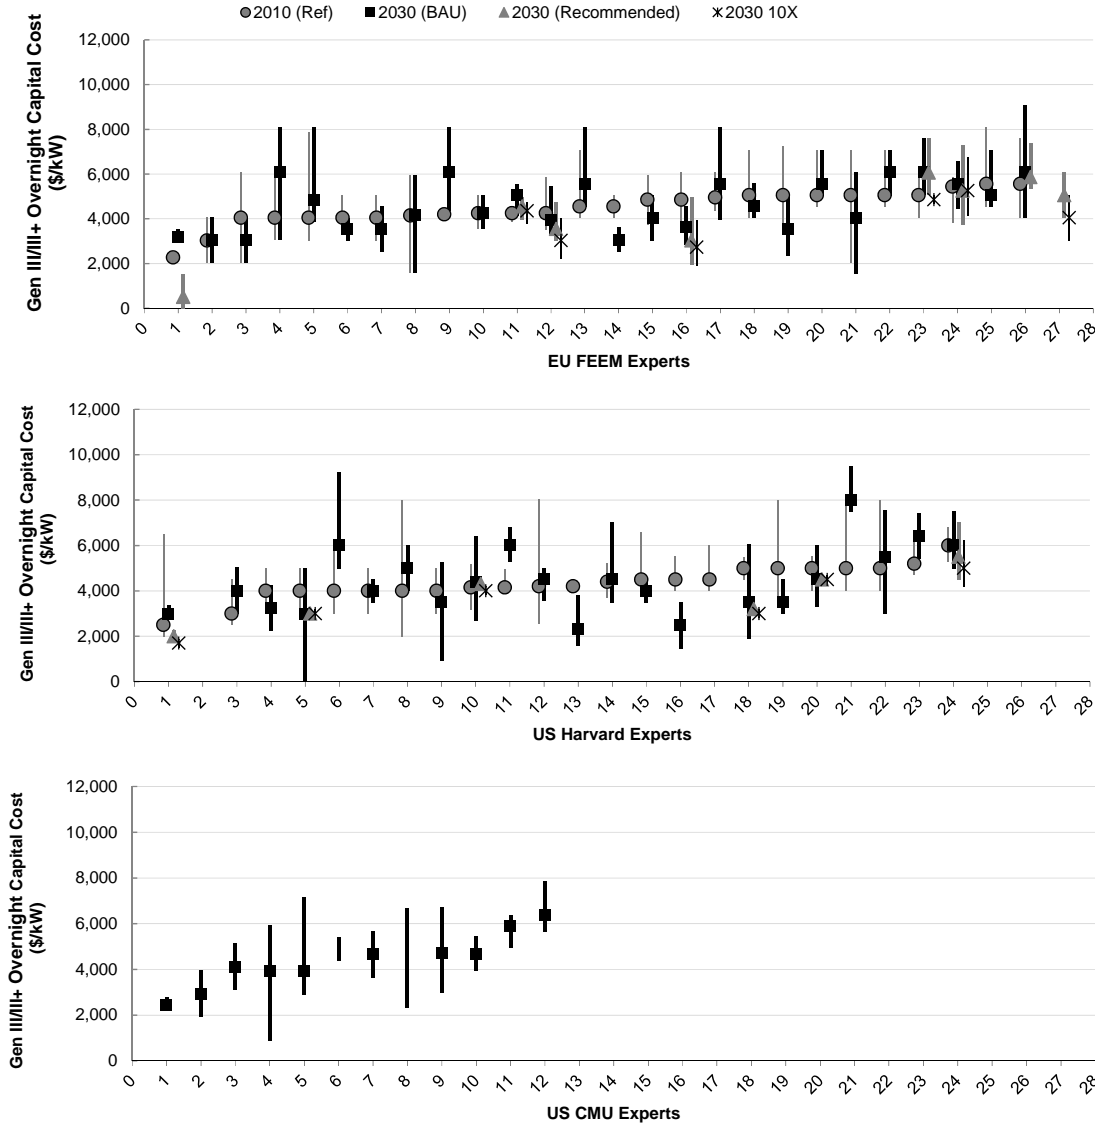 2010 (Ref) 2030 (BAU) 2030 (Recommended) 2030 10X
Gen III/III+ Overnight Capital Cost
($/kW)
12,000
10,000
8,000
6,000
4,000
2,000
0
0 1 2 3 4 5 6 7 8 9 10 11 12 13 14 15 16 17 18 19 20 21 22 23 24 25 26 27 28
EU FEEM Experts
Gen III/III+ Overnight Capital Cost
($/kW)
12,000
10,000
8,000
6,000
4,000
2,000
0
0 1 2 3 4 5 6 7 8 9 10 11 12 13 14 15 16 17 18 19 20 21 22 23 24 25 26 27 28
US Harvard Experts
Gen III/III+ Overnight Capital Cost
($/kW)
12,000
10,000
8,000
6,000
4,000
2,000
0
0 1 2 3 4 5 6 7 8 9 10 11 12 13 14 15 16 17 18 19 20 21 22 23 24 25 26 27 28
US CMU Experts